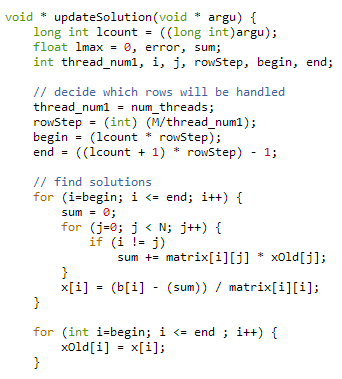 void * updateSolution(void * argu) {
    long int lcount = ((long int)argu);
    float lmax = 0, error, sum;
    int thread_num1, i, j, rowStep, begin, end;

    // decide which rows will be handled
    thread_num1 = num_threads;
    rowStep = (int) (M/thread_num1);
    begin = (lcount * rowStep);
    end = ((lcount + 1) * rowStep) - 1;

    // find solutions
    for (i=begin; i <= end; i++) {
        sum = 0;
        for (j=0; j < N; j++) {
            if (i != j)
                sum += matrix[i][j] * xOld[j];
        }
        x[i] = (b[i] - (sum)) / matrix[i][i];
    }

    for (int i=begin; i <= end ; i++) {
        xOld[i] = x[i];
    }